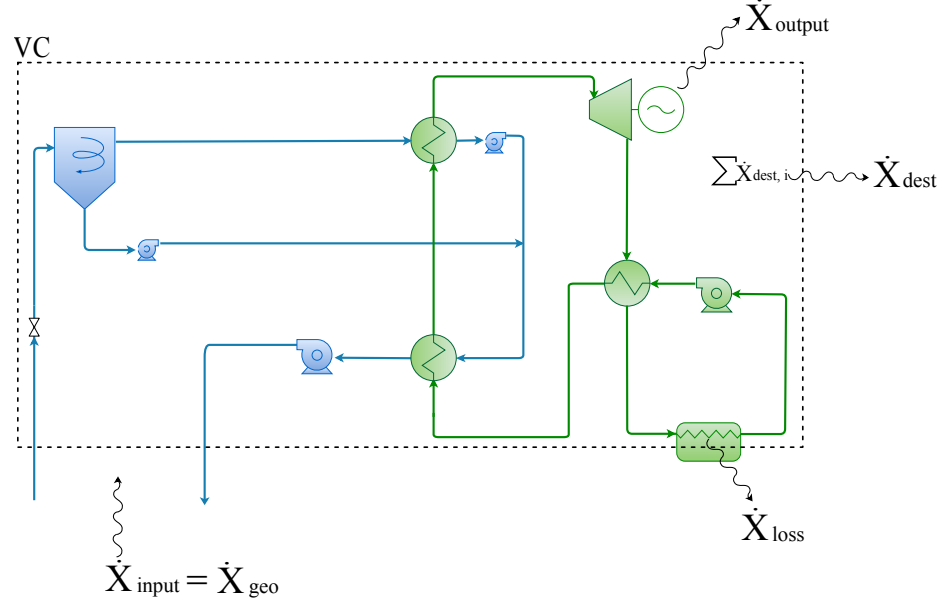 Ẋoutput
VC
∑Ẋdest, i
Ẋdest
Ẋloss
Ẋinput = Ẋgeo